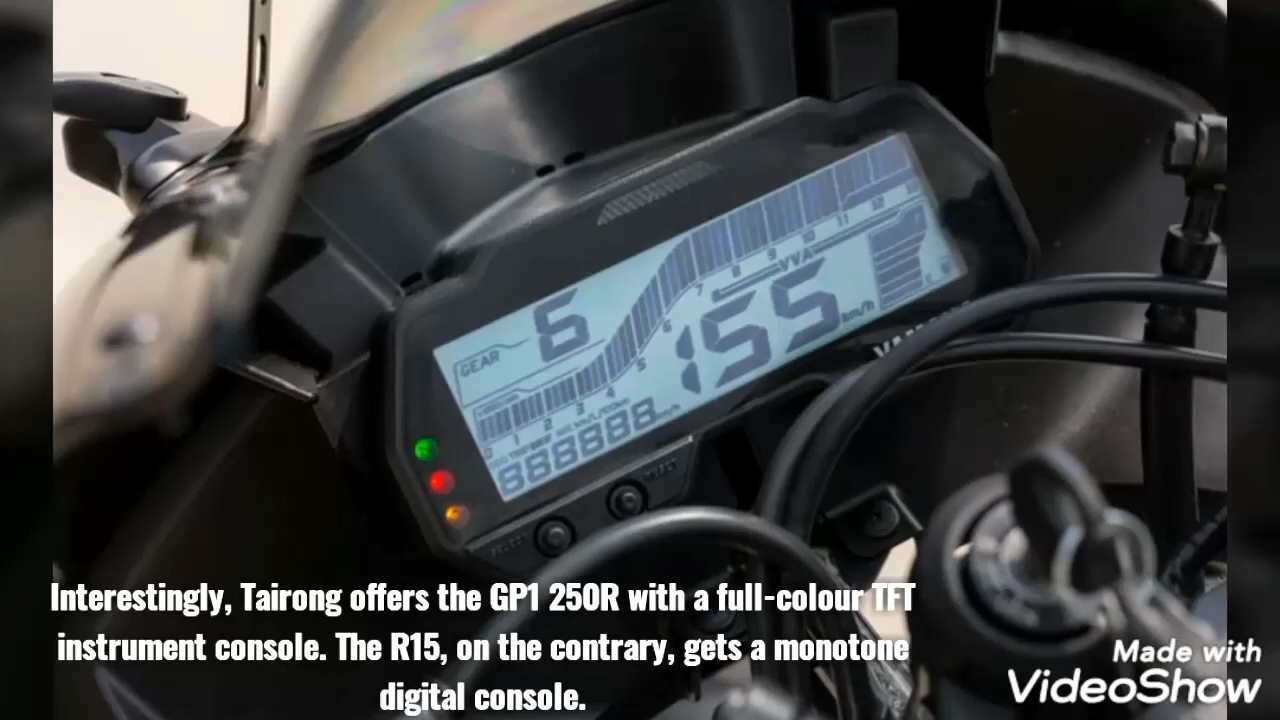 GEAR
6
7 8 9 10 11 12
VVA
155
km/h
0 1 2 3 4 5 6
888888
Interestingly, Tairong offers the GP1 250R with a full-colour TFT
instrument console. The R15, on the contrary, gets a monotone
digital console.
Made with
VideoShow